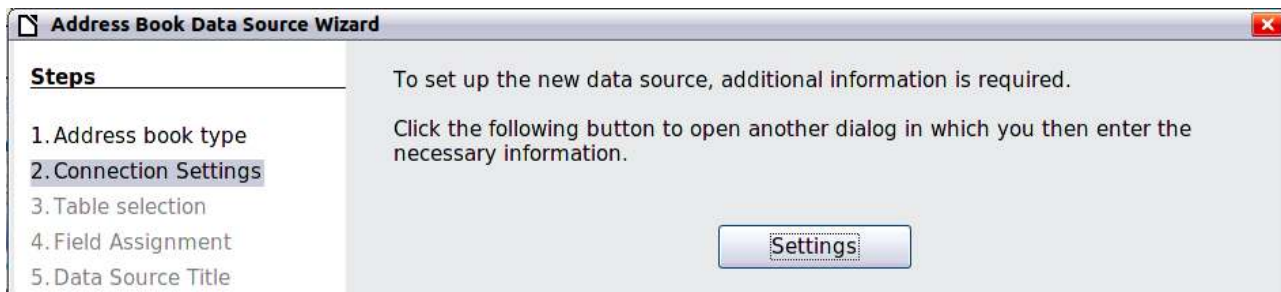 Address Book Data Source Wizard
Steps
1. Address book type
2. Connection Settings
3. Table selection
4. Field Assignment
5. Data Source Title
To set up the new data source, additional information is required.
Click the following button to open another dialog in which you then enter the
necessary information.
Settings